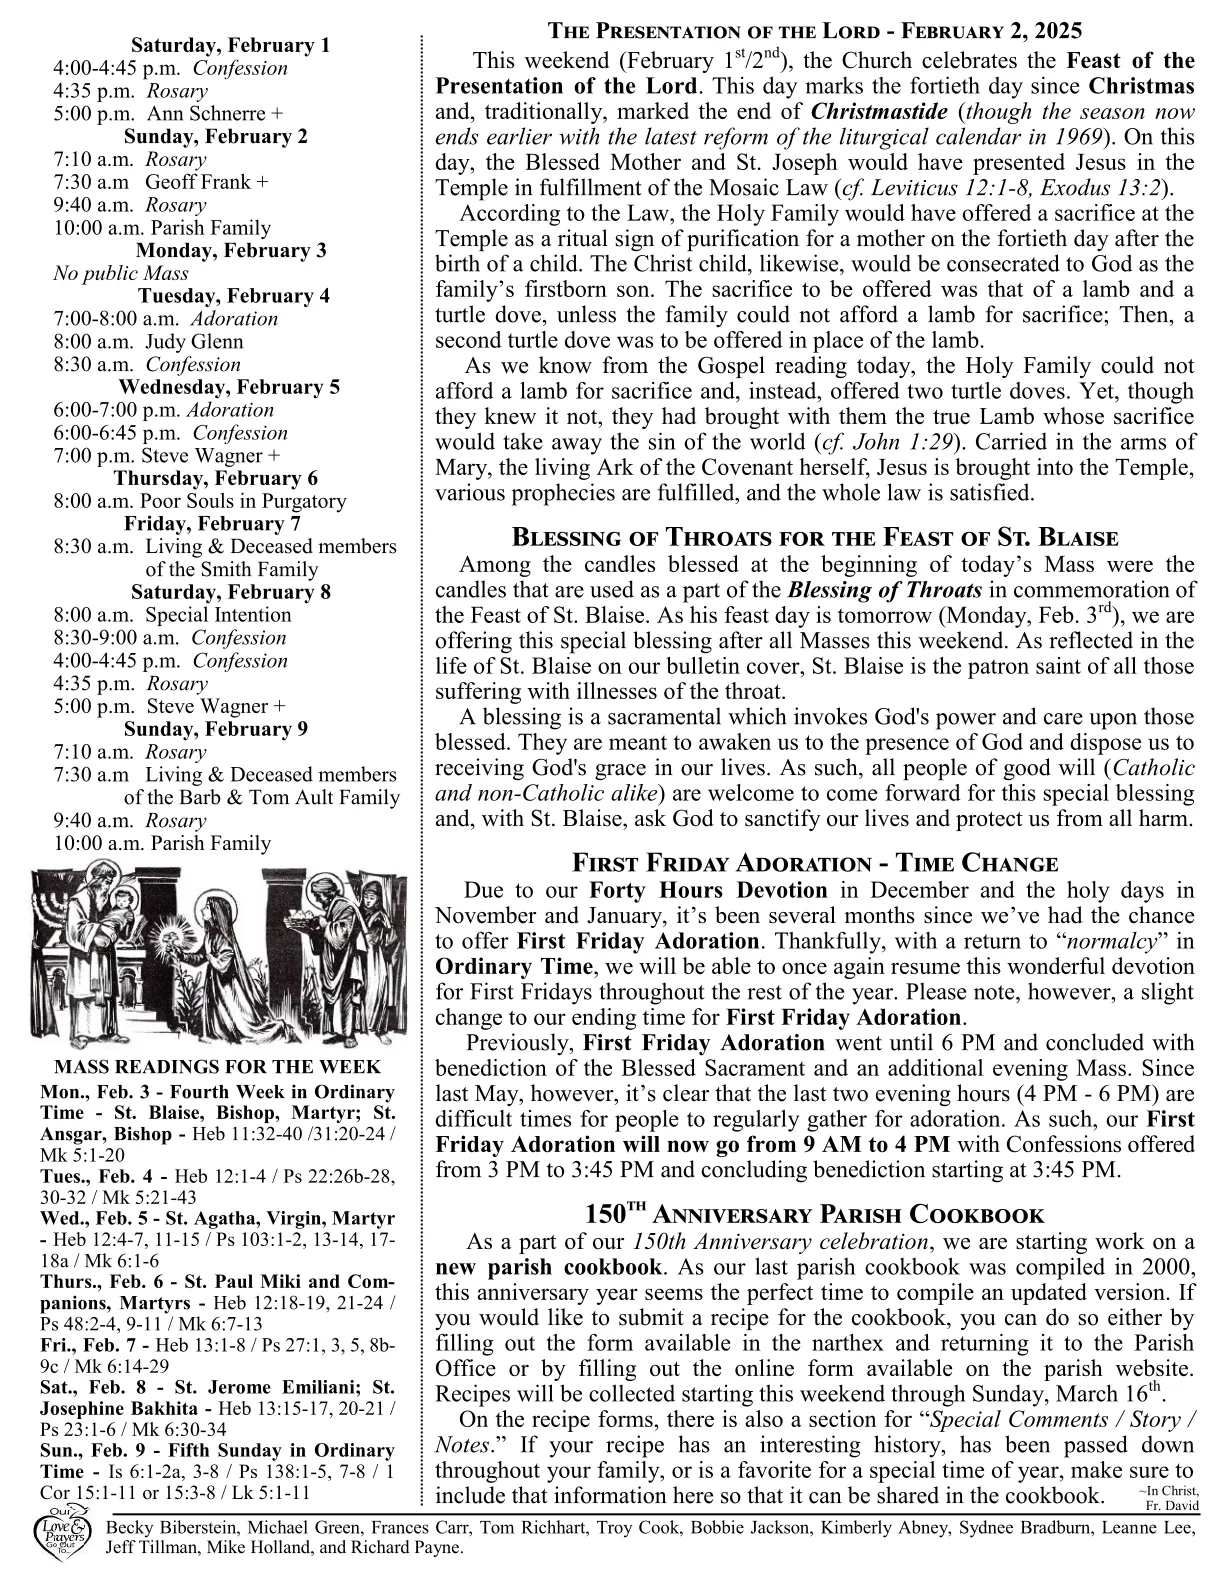 Saturday, February 1
4:00-4:45 p.m. Confession
4:35 p.m. Rosary
5:00 p.m. Ann Schnerre +
Sunday, February 2
7:10 a.m. Rosary
7:30 a.m Geoff Frank +
9:40 a.m. Rosary
10:00 a.m. Parish Family
Monday, February 3
No public Mass
Tuesday, February 4
7:00-8:00 a.m. Adoration
8:00 a.m. Judy Glenn
8:30 a.m. Confession
Wednesday, February 5
6:00-7:00 p.m. Adoration
6:00-6:45 p.m. Confession
7:00 p.m. Steve Wagner +
Thursday, February 6
8:00 a.m. Poor Souls in Purgatory
Friday, February 7
8:30 a.m. Living & Deceased members
of the Smith Family
Saturday, February 8
8:00 a.m. Special Intention
8:30-9:00 a.m. Confession
4:00-4:45 p.m. Confession
4:35 p.m. Rosary
5:00 p.m. Steve Wagner +
Sunday, February 9
7:10 a.m. Rosary
7:30 a.m Living & Deceased members
of the Barb & Tom Ault Family
9:40 a.m. Rosary
10:00 a.m. Parish Family
MASS READINGS FOR THE WEEK
Mon., Feb. 3 - Fourth Week in Ordinary
Time - St. Blaise, Bishop, Martyr; St.
Ansgar, Bishop - Heb 11:32-40 /31:20-24 /
Mk 5:1-20
Tues., Feb. 4 - Heb 12:1-4 / Ps 22:26b-28,
30-32 / Mk 5:21-43
Wed., Feb. 5 - St. Agatha, Virgin, Martyr
- Heb 12:4-7, 11-15 / Ps 103:1-2, 13-14, 17-
18a / Mk 6:1-6
Thurs., Feb. 6 - St. Paul Miki and Com-
panions, Martyrs - Heb 12:18-19, 21-24 /
Ps 48:2-4, 9-11 / Mk 6:7-13
Fri., Feb. 7 - Heb 13:1-8 / Ps 27:1, 3, 5, 8b-
9c / Mk 6:14-29
Sat., Feb. 8 - St. Jerome Emiliani; St.
Josephine Bakhita - Heb 13:15-17, 20-21 /
Ps 23:1-6 / Mk 6:30-34
Sun., Feb. 9 - Fifth Sunday in Ordinary
Time - Is 6:1-2a, 3-8 / Ps 138:1-5, 7-8 / 1
Cor 15:1-11 or 15:3-8 / Lk 5:1-11
The Presentation of the Lord - February 2, 2025
This weekend (February 1st/2nd), the Church celebrates the Feast of the
Presentation of the Lord. This day marks the fortieth day since Christmas
and, traditionally, marked the end of Christmastide (though the season now
ends earlier with the latest reform of the liturgical calendar in 1969). On this
day, the Blessed Mother and St. Joseph would have presented Jesus in the
Temple in fulfillment of the Mosaic Law (cf. Leviticus 12:1-8, Exodus 13:2).
According to the Law, the Holy Family would have offered a sacrifice at the
Temple as a ritual sign of purification for a mother on the fortieth day after the
birth of a child. The Christ child, likewise, would be consecrated to God as the
family's firstborn son. The sacrifice to be offered was that of a lamb and a
turtle dove, unless the family could not afford a lamb for sacrifice; Then, a
second turtle dove was to be offered in place of the lamb.
As we know from the Gospel reading today, the Holy Family could not
afford a lamb for sacrifice and, instead, offered two turtle doves. Yet, though
they knew it not, they had brought with them the true Lamb whose sacrifice
would take away the sin of the world (cf. John 1:29). Carried in the arms of
Mary, the living Ark of the Covenant herself, Jesus is brought into the Temple,
various prophecies are fulfilled, and the whole law is satisfied.
Blessing of Throats for the Feast of St. Blaise
Among the candles blessed at the beginning of today's Mass were the
candles that are used as a part of the Blessing of Throats in commemoration of
the Feast of St. Blaise. As his feast day is tomorrow (Monday, Feb. 3rd), we are
offering this special blessing after all Masses this weekend. As reflected in the
life of St. Blaise on our bulletin cover, St. Blaise is the patron saint of all those
suffering with illnesses of the throat.
A blessing is a sacramental which invokes God's power and care upon those
blessed. They are meant to awaken us to the presence of God and dispose us to
receiving God's grace in our lives. As such, all people of good will (Catholic
and non-Catholic alike) are welcome to come forward for this special blessing
and, with St. Blaise, ask God to sanctify our lives and protect us from all harm.
First Friday Adoration - Time Change
Due to our Forty Hours Devotion in December and the holy days in
November and January, it's been several months since we've had the chance
to offer First Friday Adoration. Thankfully, with a return to "normalcy" in
Ordinary Time, we will be able to once again resume this wonderful devotion
for First Fridays throughout the rest of the year. Please note, however, a slight
change to our ending time for First Friday Adoration.
Previously, First Friday Adoration went until 6 PM and concluded with
benediction of the Blessed Sacrament and an additional evening Mass. Since
last May, however, it's clear that the last two evening hours (4 PM - 6 PM) are
difficult times for people to regularly gather for adoration. As such, our First
Friday Adoration will now go from 9 AM to 4 PM with Confessions offered
from 3 PM to 3:45 PM and concluding benediction starting at 3:45 PM.
150th Anniversary Parish Cookbook
As a part of our 150th Anniversary celebration, we are starting work on a
new parish cookbook. As our last parish cookbook was compiled in 2000,
this anniversary year seems the perfect time to compile an updated version. If
you would like to submit a recipe for the cookbook, you can do so either by
filling out the form available in the narthex and returning it to the Parish
Office or by filling out the online form available on the parish website.
Recipes will be collected starting this weekend through Sunday, March 16th.
On the recipe forms, there is also a section for "Special Comments / Story /
Notes." If your recipe has an interesting history, has been passed down
throughout your family, or is a favorite for a special time of year, make sure to
include that information here so that it can be shared in the cookbook.
~In Christ,
Fr. David
Our
Love &
Prayers
Go Out
To...
Becky Biberstein, Michael Green, Frances Carr, Tom Richhart, Troy Cook, Bobbie Jackson, Kimberly Abney, Sydnee Bradburn, Leanne Lee,
Jeff Tillman, Mike Holland, and Richard Payne.